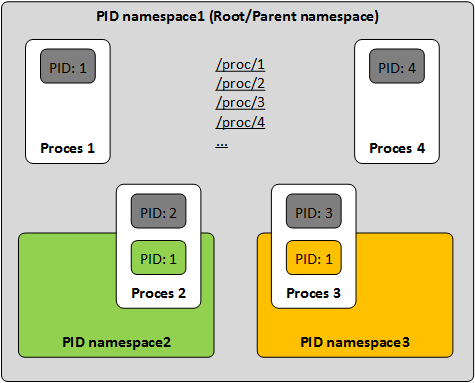 PID namespace1 (Root/Parent namespace)
PID: 1
Proces 1
/proc/1
/proc/2
/proc/3
/proc/4
...
PID: 4
Proces 4
PID: 2
PID: 1
Proces 2
PID namespace2
PID: 3
PID: 1
Proces 3
PID namespace3